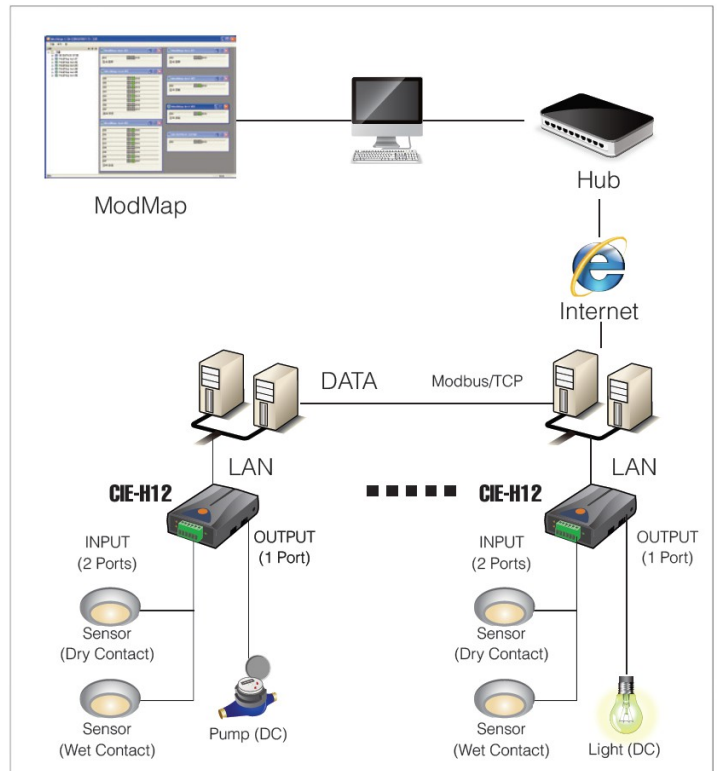 ModMap
Hub
Internet
DATA
Modbus/TCP
LAN
LAN
CIE-H12
CIE-H12
INPUT
(2 Ports)
OUTPUT
(1 Port)
INPUT
(2 Ports)
OUTPUT
(1 Port)
Sensor
(Dry Contact)
Sensor
(Dry Contact)
Sensor
(Wet Contact)
Pump (DC)
Sensor
(Wet Contact)
Light (DC)